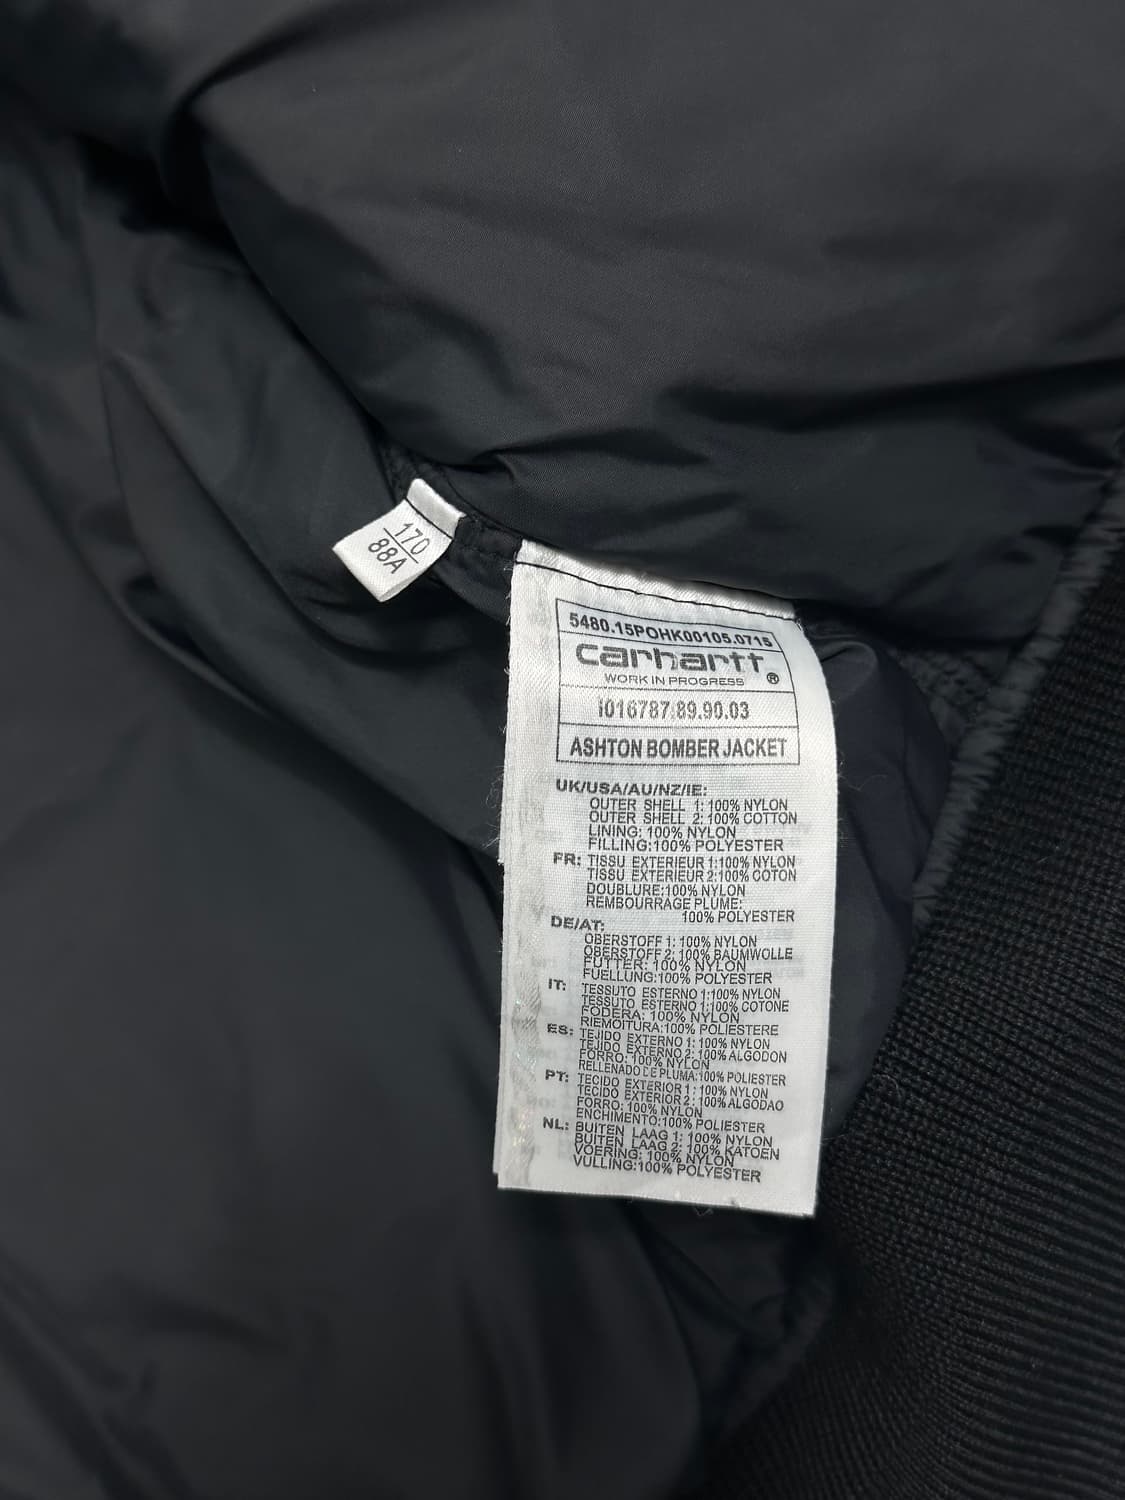 170
88A
5480.15POHK00105.0715
carhartt
WORK IN PROGRESS ®
I016787.89.90.03
ASHTON BOMBER JACKET
UK/USA/AU/NZ/IE:
OUTER SHELL 1: 100% NYLON
OUTER SHELL 2: 100% COTTON
LINING: 100% NYLON
FILLING:100% POLYESTER
FR: TISSU EXTERIEUR 1:100% NYLON
TISSU EXTERIEUR 2:100% COTON
DOUBLURE:100% NYLON
REMBOURRAGE PLUME:
100% POLYESTER
DE/AT:
OBERSTOFF 1: 100% NYLON
OBERSTOFF 2: 100% BAUMWOLLE
FUTTER: 100% NYLON
FUELLUNG:100% POLYESTER
IT: TESSUTO ESTERNO 1:100% NYLON
TESSUTO ESTERNO 2:100% COTONE
FODERA: 100% NYLON
RIEMOITURA:100% POLIESTERE
ES: TEJIDO EXTERNO 1: 100% NYLON
TEJIDO EXTERNO 2: 100% ALGODON
FORRO: 100% NYLON
RELLENADO DE PLUMA:100% POLIESTER
PT: TECIDO EXTERIOR 1: 100% NYLON
TECIDO EXTERIOR 2: 100% ALGODAO
FORRO: 100% NYLON
ENCHIMENTO:100% POLIESTER
NL: BUITEN LAAG 1: 100% NYLON
BUITEN LAAG 2: 100% KATOEN
VOERING: 100% NYLON
VULLING:100% POLYESTER